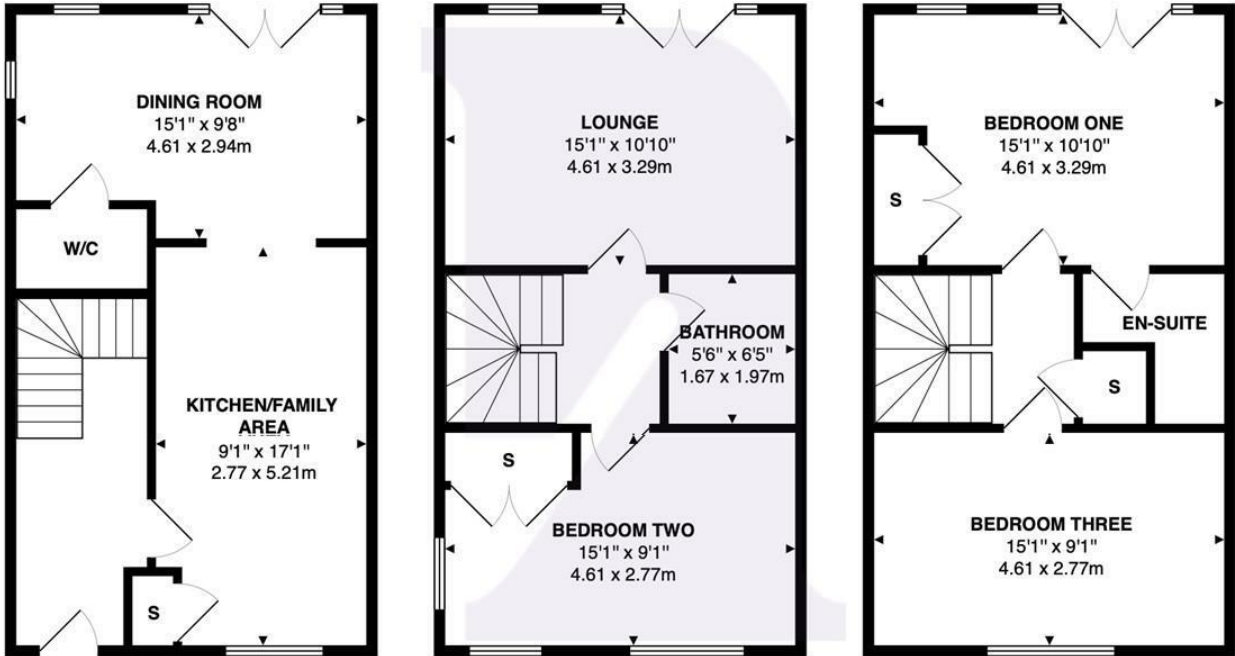 DINING ROOM
15'1" x 9'8"
4.61 x 2.94m
W/C
KITCHEN/FAMILY
AREA
9'1" x 17'1"
2.77 x 5.21m
S
LOUNGE
15'1" x 10'10"
4.61 x 3.29m
BATHROOM
5'6" x 6'5"
1.67 x 1.97m
S
BEDROOM TWO
15'1" x 9'1"
4.61 x 2.77m
BEDROOM ONE
15'1" x 10'10"
4.61 x 3.29m
S
EN-SUITE
S
BEDROOM THREE
15'1" x 9'1"
4.61 x 2.77m